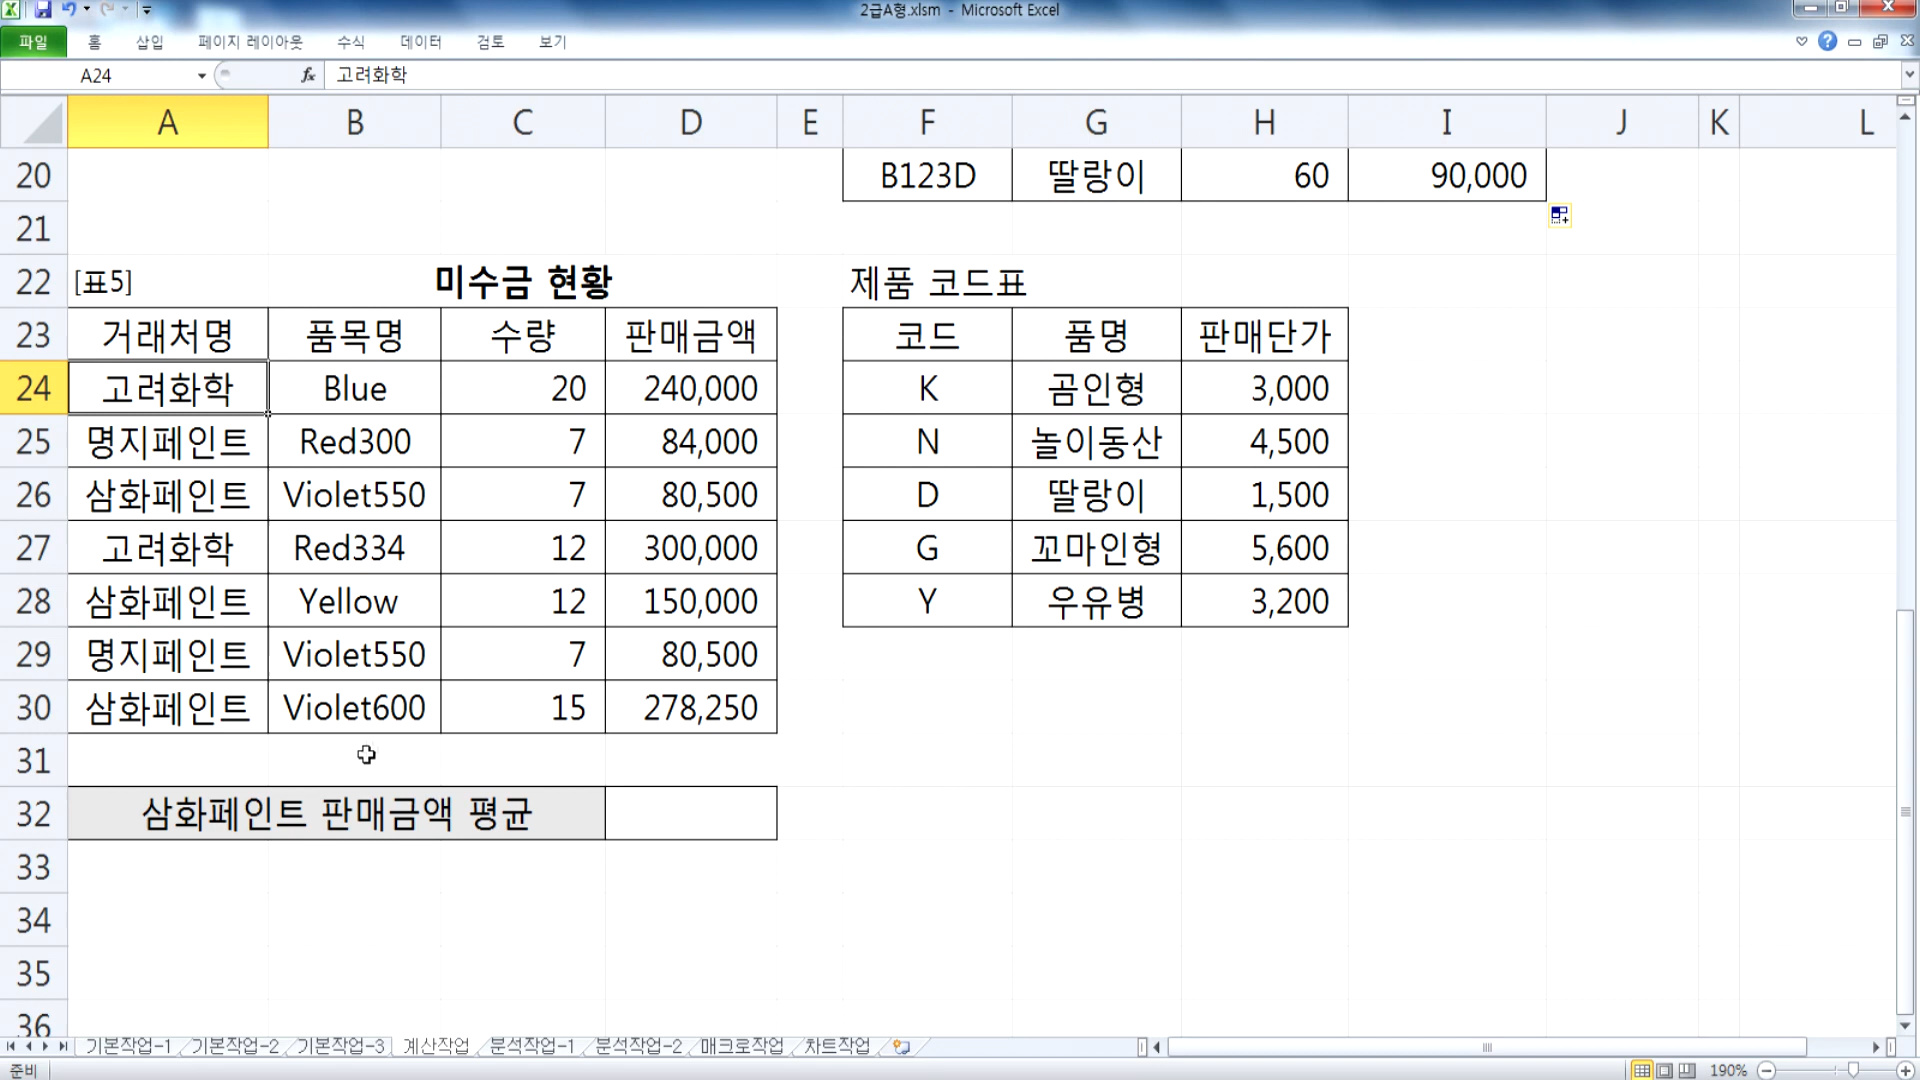 2급A형.xlsm - Microsoft Excel
파일 홈 삽입 페이지 레이아웃 수식 데이터 검토 보기
A24 fx 고려화학
A B C D E F G H I J K L
20 B123D 딸랑이 60 90,000
21
22 [표5] 미수금 현황 제품 코드표
23 거래처명 품목명 수량 판매금액 코드 품명 판매단가
24 고려화학 Blue 20 240,000 K 곰인형 3,000
25 명지페인트 Red300 7 84,000 N 놀이동산 4,500
26 삼화페인트 Violet550 7 80,500 D 딸랑이 1,500
27 고려화학 Red334 12 300,000 G 꼬마인형 5,600
28 삼화페인트 Yellow 12 150,000 Y 우유병 3,200
29 명지페인트 Violet550 7 80,500
30 삼화페인트 Violet600 15 278,250
31
32 삼화페인트 판매금액 평균
33
34
35
36
기본작업-1 기본작업-2 기본작업-3 계산작업 분석작업-1 분석작업-2 매크로작업 차트작업
준비 190%